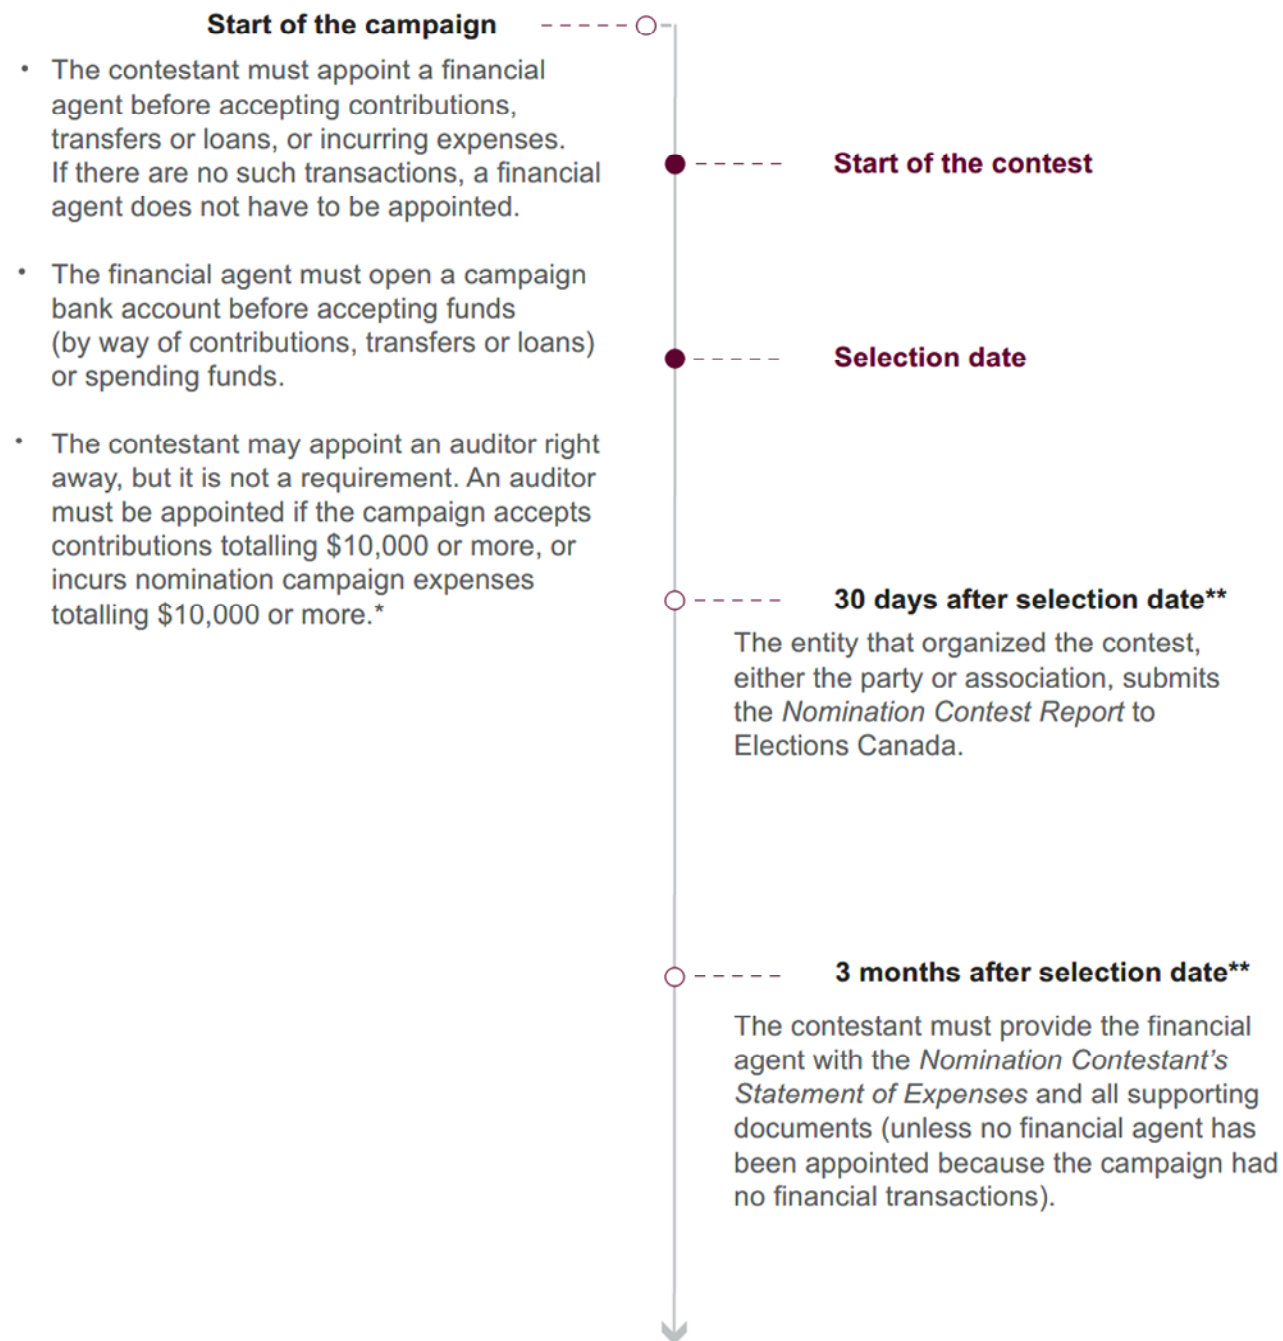 Start of the campaign
• The contestant must appoint a financial
agent before accepting contributions,
transfers or loans, or incurring expenses.
If there are no such transactions, a financial
agent does not have to be appointed.
• The financial agent must open a campaign
bank account before accepting funds
(by way of contributions, transfers or loans)
or spending funds.
• The contestant may appoint an auditor right
away, but it is not a requirement. An auditor
must be appointed if the campaign accepts
contributions totalling $10,000 or more, or
incurs nomination campaign expenses
totalling $10,000 or more.*
Start of the contest
Selection date
30 days after selection date**
The entity that organized the contest,
either the party or association, submits
the Nomination Contest Report to
Elections Canada.
3 months after selection date**
The contestant must provide the financial
agent with the Nomination Contestant's
Statement of Expenses and all supporting
documents (unless no financial agent has
been appointed because the campaign had
no financial transactions).